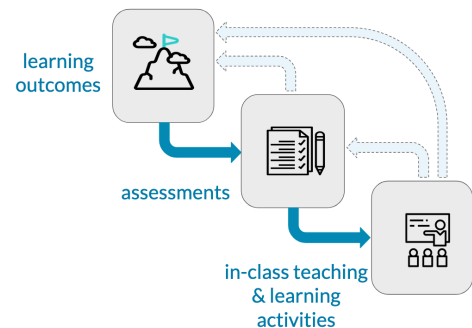 learning
outcomes
assessments
in-class teaching
& learning
activities